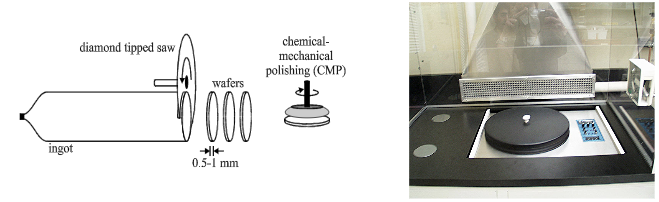 diamond tipped saw
wafers
chemical-
mechanical
polishing (CMP)
ingot
0.5-1 mm